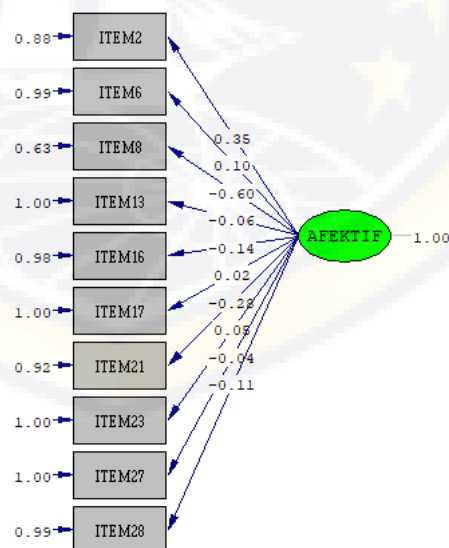 0.88 ITEM2
0.99 ITEM6
0.63 ITEM8
1.00 ITEM13
0.98 ITEM16
1.00 ITEM17
0.92 ITEM21
1.00 ITEM23
1.00 ITEM27
0.99 ITEM28
0.35
0.10
-0.60
-0.06
-0.14
0.02
-0.28
0.05
-0.04
-0.11
AFEKTIF 1.00